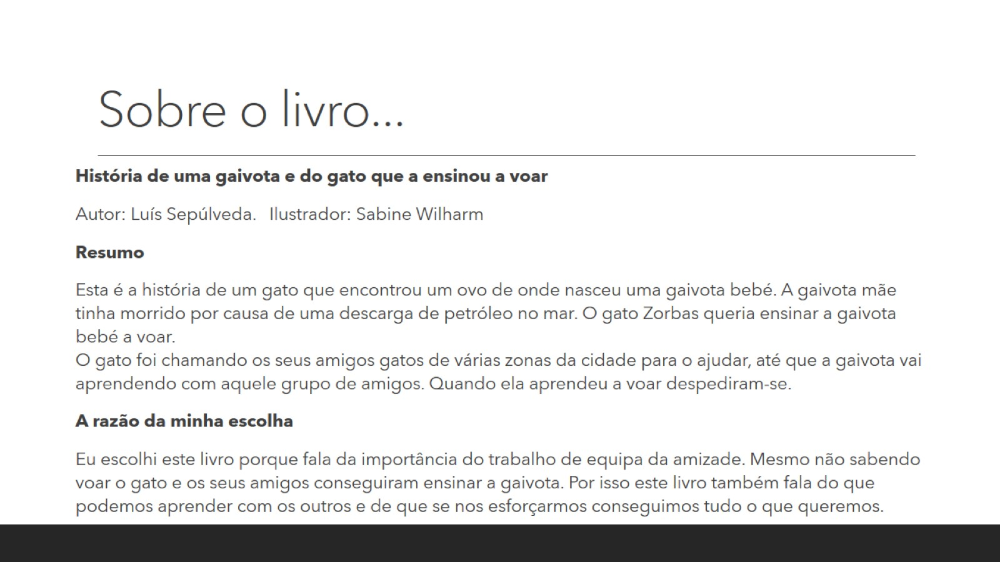 Sobre o livro...
História de uma gaivota e do gato que a ensinou a voar
Autor: Luís Sepúlveda.   Ilustrador: Sabine Wilharm
Resumo
Esta é a história de um gato que encontrou um ovo de onde nasceu uma gaivota bebé. A gaivota mãe
tinha morrido por causa de uma descarga de petróleo no mar. O gato Zorbas queria ensinar a gaivota
bebé a voar.
O gato foi chamando os seus amigos gatos de várias zonas da cidade para o ajudar, até que a gaivota vai
aprendendo com aquele grupo de amigos. Quando ela aprendeu a voar despediram-se.
A razão da minha escolha
Eu escolhi este livro porque fala da importância do trabalho de equipa da amizade. Mesmo não sabendo
voar o gato e os seus amigos conseguiram ensinar a gaivota. Por isso este livro também fala do que
podemos aprender com os outros e de que se nos esforçarmos conseguimos tudo o que queremos.